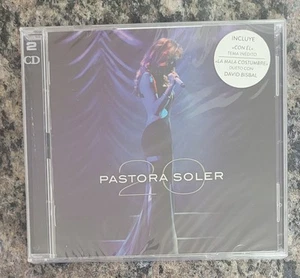 2
CD
INCLUYE
«CON ÉL»
TEMA INÉDITO
«LA MALA COSTUMBRE»
DUETO CON
DAVID BISBAL
20
PASTORA SOLER